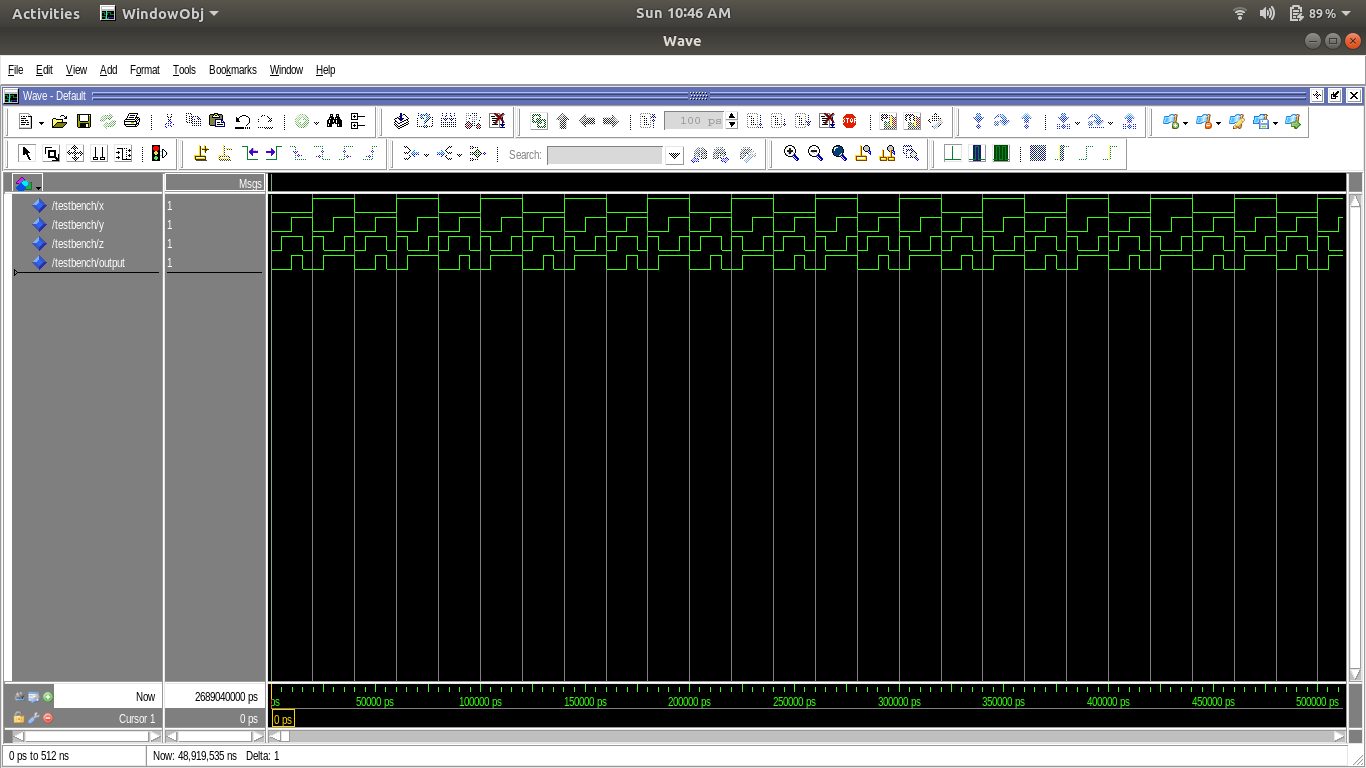 Activities WindowObj Sun 10:46 AM 89%
Wave
File Edit View Add Format Tools Bookmarks Window Help
Wave - Default
100 ps
Search:
Msgs
/testbench/x 1
/testbench/y 1
/testbench/z 1
/testbench/output 1
Now 2689040000 ps ps 50000 ps 100000 ps 150000 ps 200000 ps 250000 ps 300000 ps 350000 ps 400000 ps 450000 ps 500000 ps
Cursor 1 0 ps 0 ps
0 ps to 512 ns Now: 48,919,535 ns Delta: 1